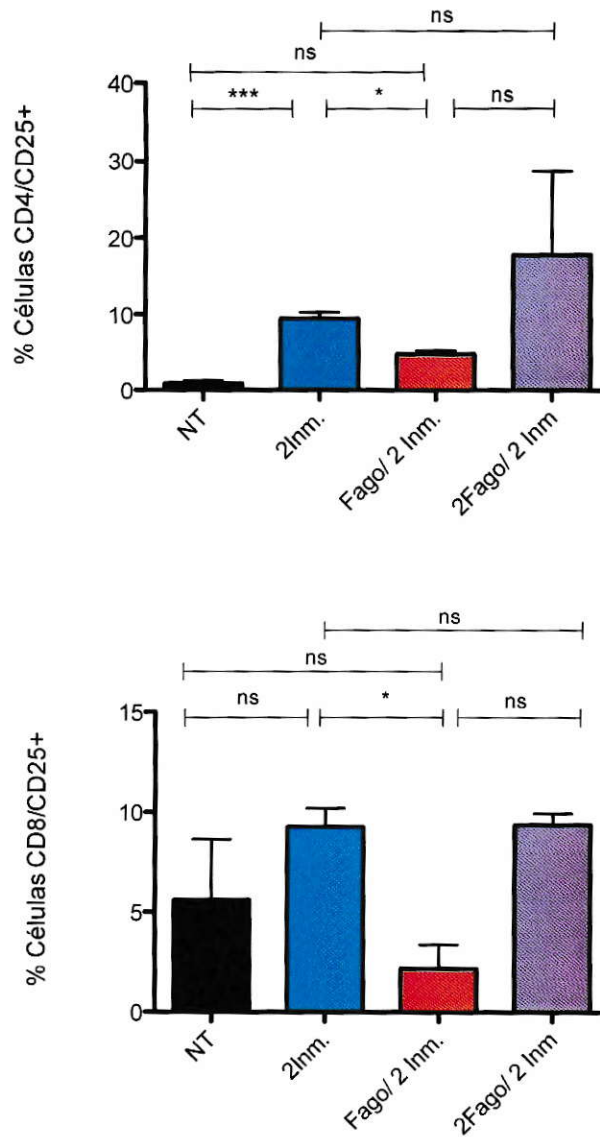 ns
ns
*** * ns
40
30
20
10
0
% Células CD4/CD25+
NT
2Inm.
Fago/ 2 Inm.
2Fago/ 2 Inm
ns
ns
ns * ns
15
10
5
0
% Células CD8/CD25+
NT
2Inm.
Fago/ 2 Inm.
2Fago/ 2 Inm